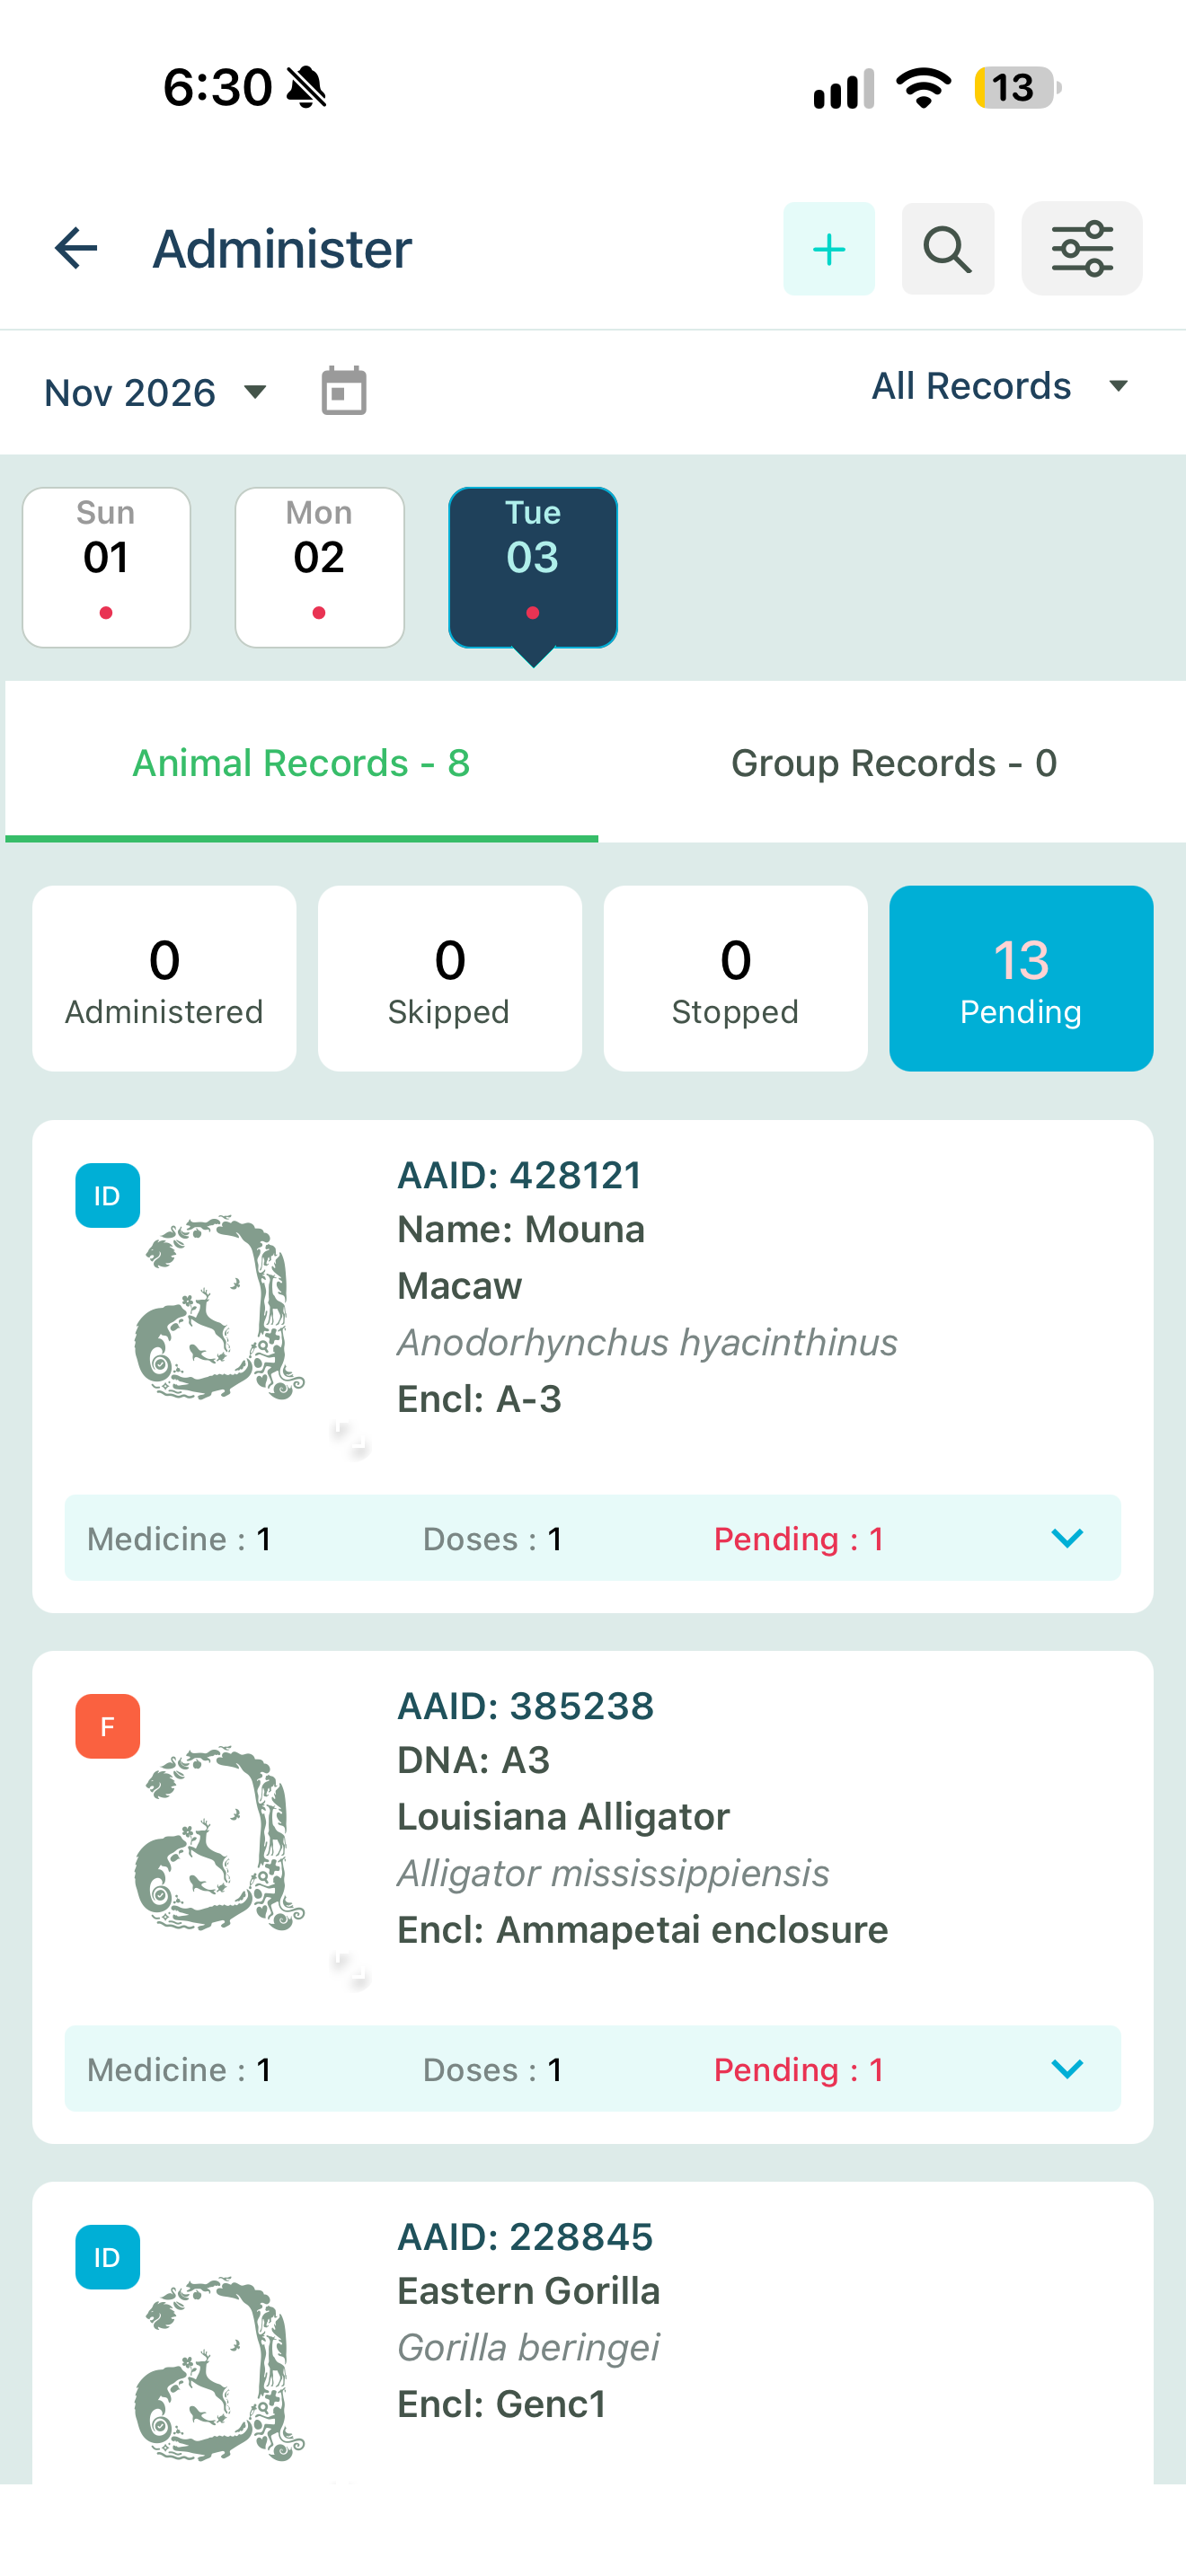 6:30
13
Administer
Nov 2026
All Records
Sun
Mon
Tue
01
02
03
Animal Records - 8
Group Records - 0
0
0
0
13
Administered
Skipped
Stopped
Pending
ID
AAID: 428121
Name: Mouna
Macaw
Anodorhynchus hyacinthinus
Encl: A-3
Medicine : 1
Doses : 1
Pending : 1
F
AAID: 385238
DNA: A3
Louisiana Alligator
Alligator mississippiensis
Encl: Ammapetai enclosure
Medicine : 1
Doses : 1
Pending : 1
ID
AAID: 228845
Eastern Gorilla
Gorilla beringei
Encl: Genc1